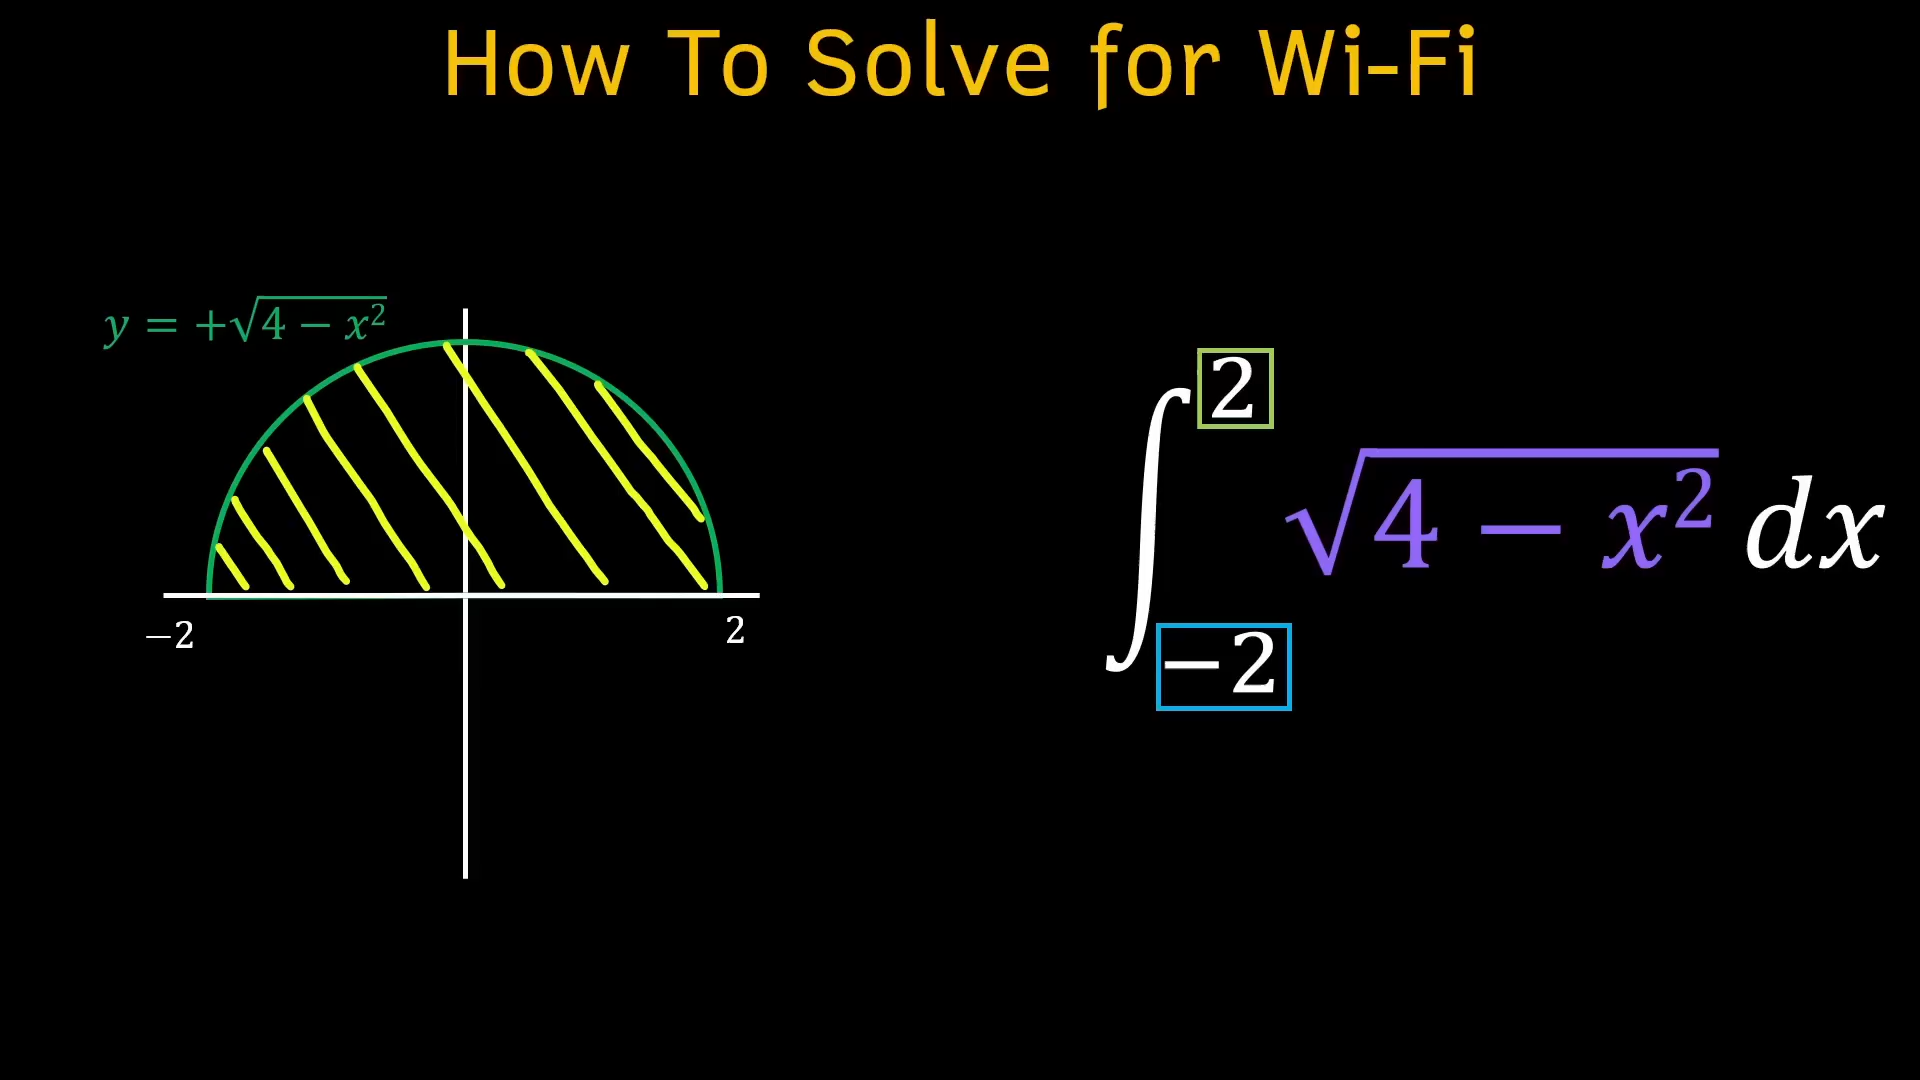 How To Solve for Wi-Fi
y = +√4 − x²
−2
2
∫
2
−2
√4 − x² dx